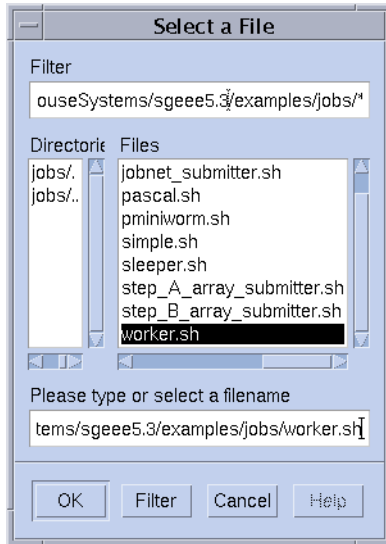 Select a File
Filter
ouseSystems/sgeee5.3/examples/jobs/*
Directorie Files
jobs/. jobnet_submitter.sh
jobs/.. pascal.sh
pminiworm.sh
simple.sh
sleeper.sh
step_A_array_submitter.sh
step_B_array_submitter.sh
worker.sh
Please type or select a filename
tems/sgeee5.3/examples/jobs/worker.sh
OK Filter Cancel Help